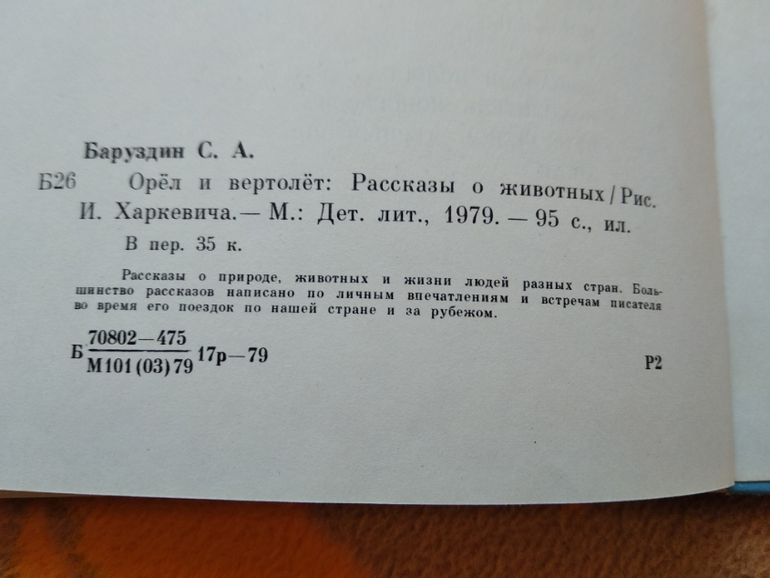 Баруздин С. А.
Б26 Орёл и вертолёт: Рассказы о животных/Рис.
И. Харкевича.— М.: Дет. лит., 1979. — 95 с., ил.
В пер. 35 к.
Рассказы о природе, животных и жизни людей разных стран. Боль-
шинство рассказов написано по личным впечатлениям и встречам писателя
во время его поездок по нашей стране и за рубежом.
70802—475
Б 17р—79
М101(03)79
Р2